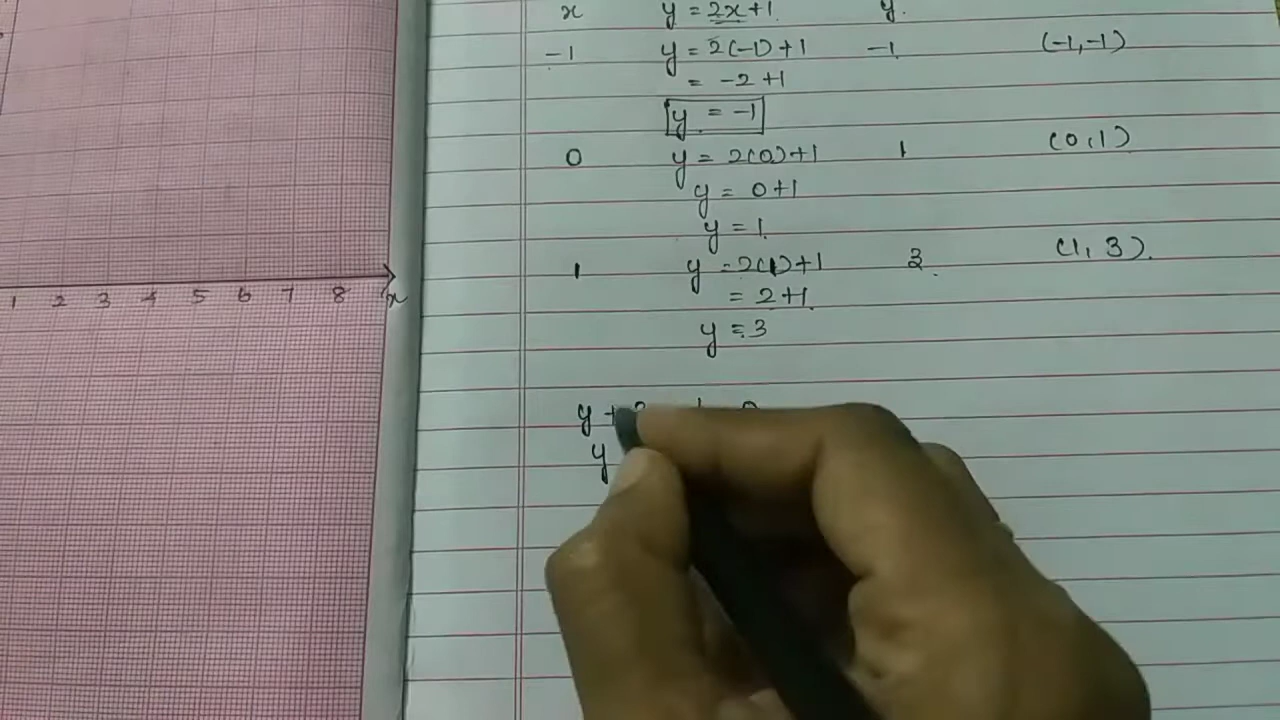 x y = 2x+1 y.
-1 y = 2(-1)+1 -1 (-1,-1)
= -2 +1
y = -1
0 y = 2(0)+1 1 (0,1)
y = 0+1
y = 1
1 y = 2(1)+1 3 (1, 3)
= 2+1
1 2 3 4 5 6 7 8 x
y = 3
y +
y